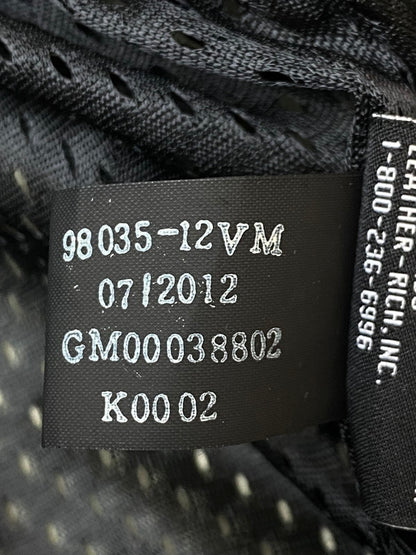 98035-12VM
07/2012
GM00038802
K0002
LEATHER-RICH, INC.
1-800-236-6996